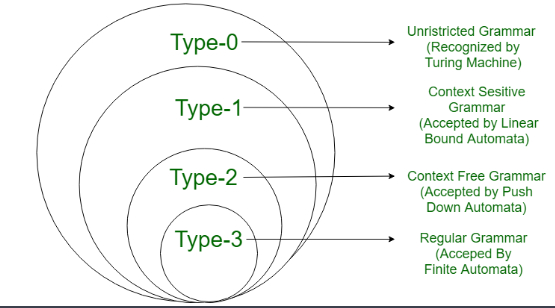 Type-0
Unristricted Grammar
(Recognized by
Turing Machine)
Type-1
Context Sesitive
Grammar
(Accepted by Linear
Bound Automata)
Type-2
Context Free Grammar
(Accepted by Push
Down Automata)
Type-3
Regular Grammar
(Acceped By
Finite Automata)